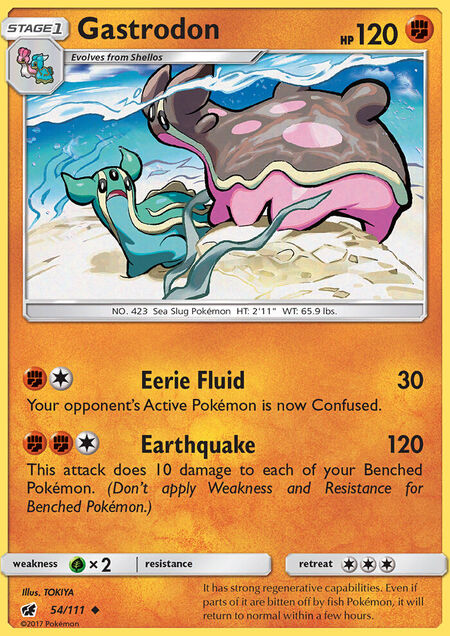 STAGE1 Gastrodon HP 120
Evolves from Shellos
NO. 423 Sea Slug Pokémon HT: 2'11" WT: 65.9 lbs.
Eerie Fluid 30
Your opponent's Active Pokémon is now Confused.
Earthquake 120
This attack does 10 damage to each of your Benched
Pokémon. (Don't apply Weakness and Resistance for
Benched Pokémon.)
weakness ×2 resistance retreat
Illus. TOKIYA
54/111
©2017 Pokémon
It has strong regenerative capabilities. Even if
parts of it are bitten off by fish Pokémon, it will
return to normal within a few hours.